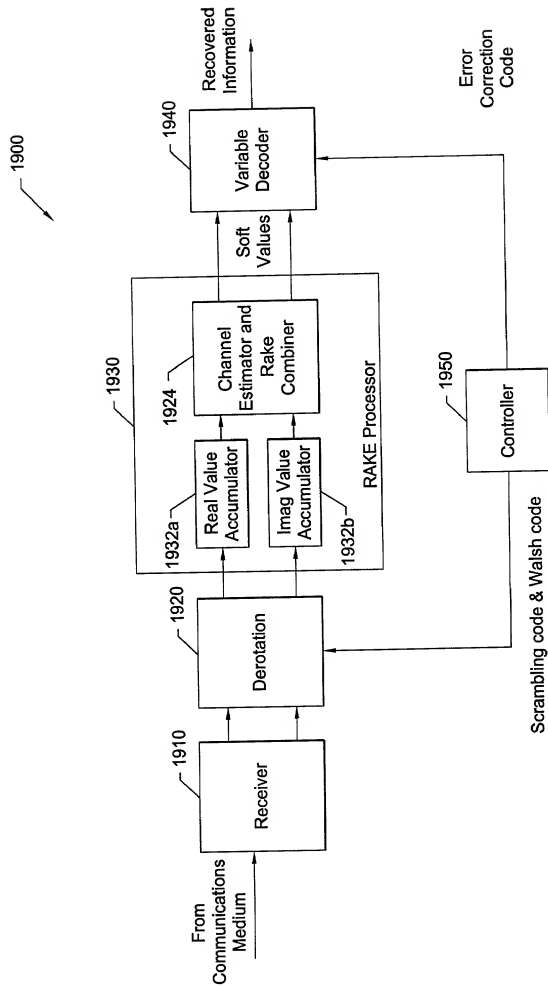 1900
From
Communications
Medium
1910
Receiver
1920
Derotation
1930
1932a
Real Value
Accumulator
Imag Value
Accumulator
1932b
1924
Channel
Estimator and
Rake
Combiner
RAKE Processor
Soft
Values
1940
Variable
Decoder
Recovered
Information
1950
Controller
Scrambling code & Walsh code
Error
Correction
Code